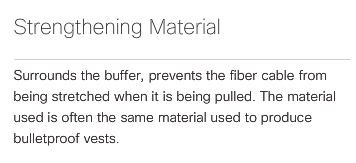 Strengthening Material
Surrounds the buffer, prevents the fiber cable from
being stretched when it is being pulled. The material
used is often the same material used to produce
bulletproof vests.